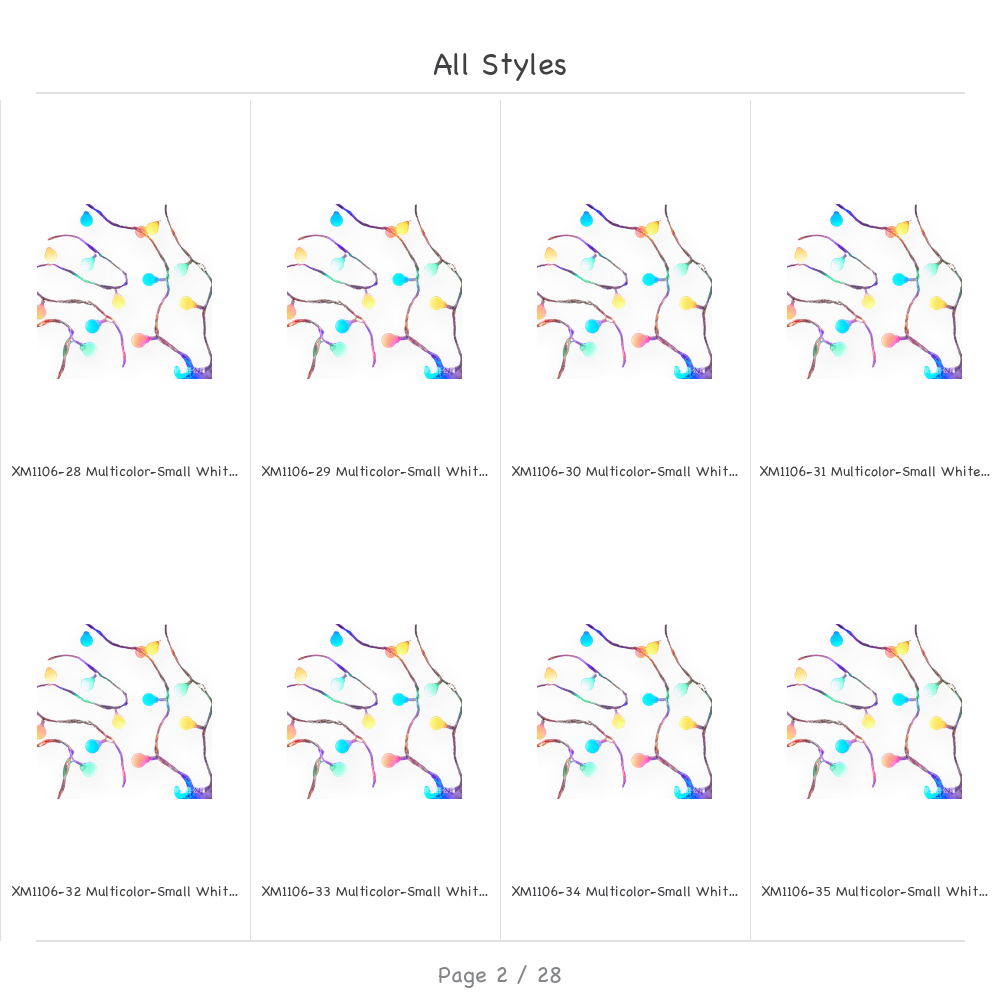 All Styles
XM1106-28 Multicolor-Small Whit...
XM1106-29 Multicolor-Small Whit...
XM1106-30 Multicolor-Small Whit...
XM1106-31 Multicolor-Small White...
XM1106-32 Multicolor-Small Whit...
XM1106-33 Multicolor-Small Whit...
XM1106-34 Multicolor-Small Whit...
XM1106-35 Multicolor-Small Whit...
Page 2 / 28